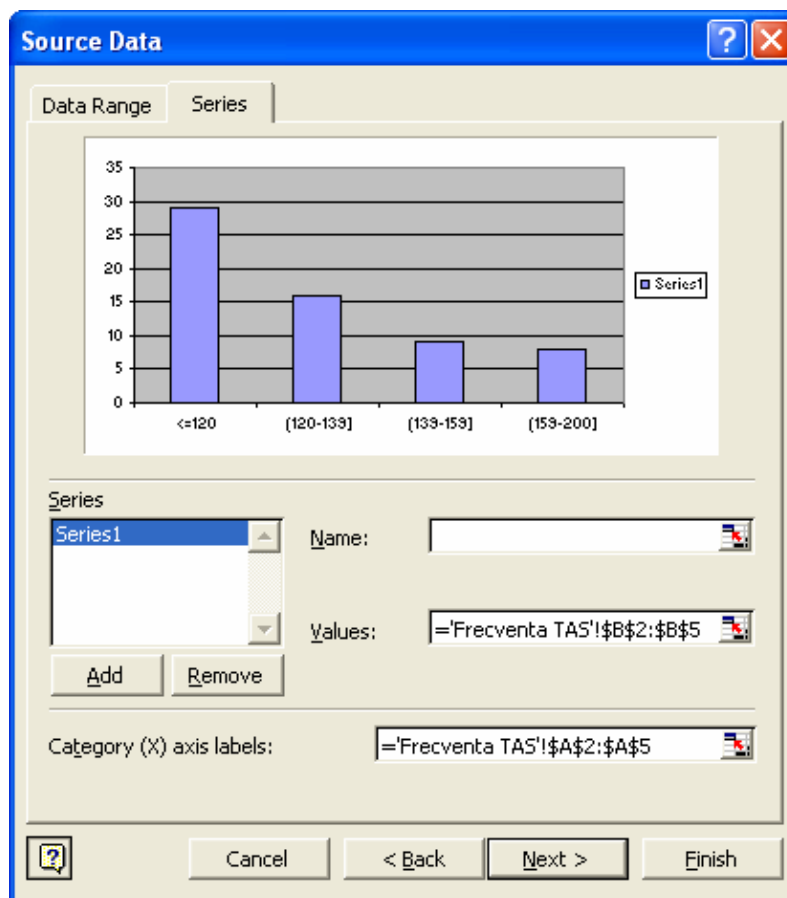 Source Data
Data Range Series
35
30
25
20
15
10
5
0
<=120 (120-139] (139-159] (159-200]
Series1
Series
Series1
Name:
Values: ='Frecventa TAS'!$B$2:$B$5
Add Remove
Category (X) axis labels: ='Frecventa TAS'!$A$2:$A$5
Cancel < Back Next > Finish